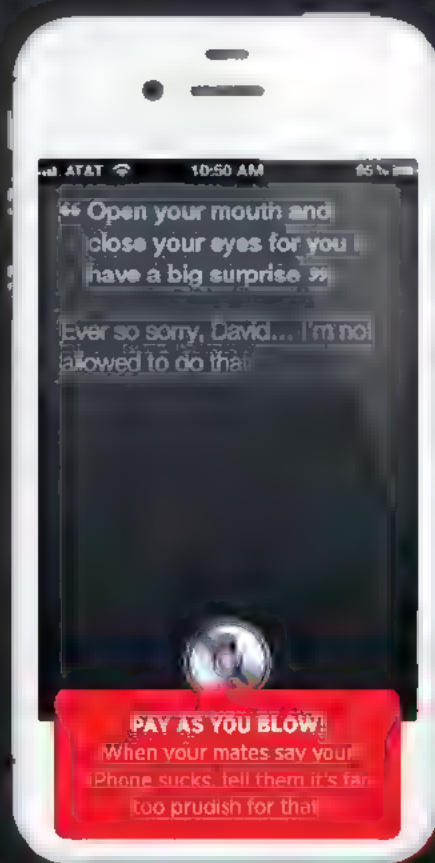 AT&T 10:50 AM 85 %
“ Open your mouth and
close your eyes for you I
have a big surprise ”
Ever so sorry, David... I'm not
allowed to do that
PAY AS YOU BLOW!
When your mates say your
iPhone sucks, tell them it's far
too prudish for that